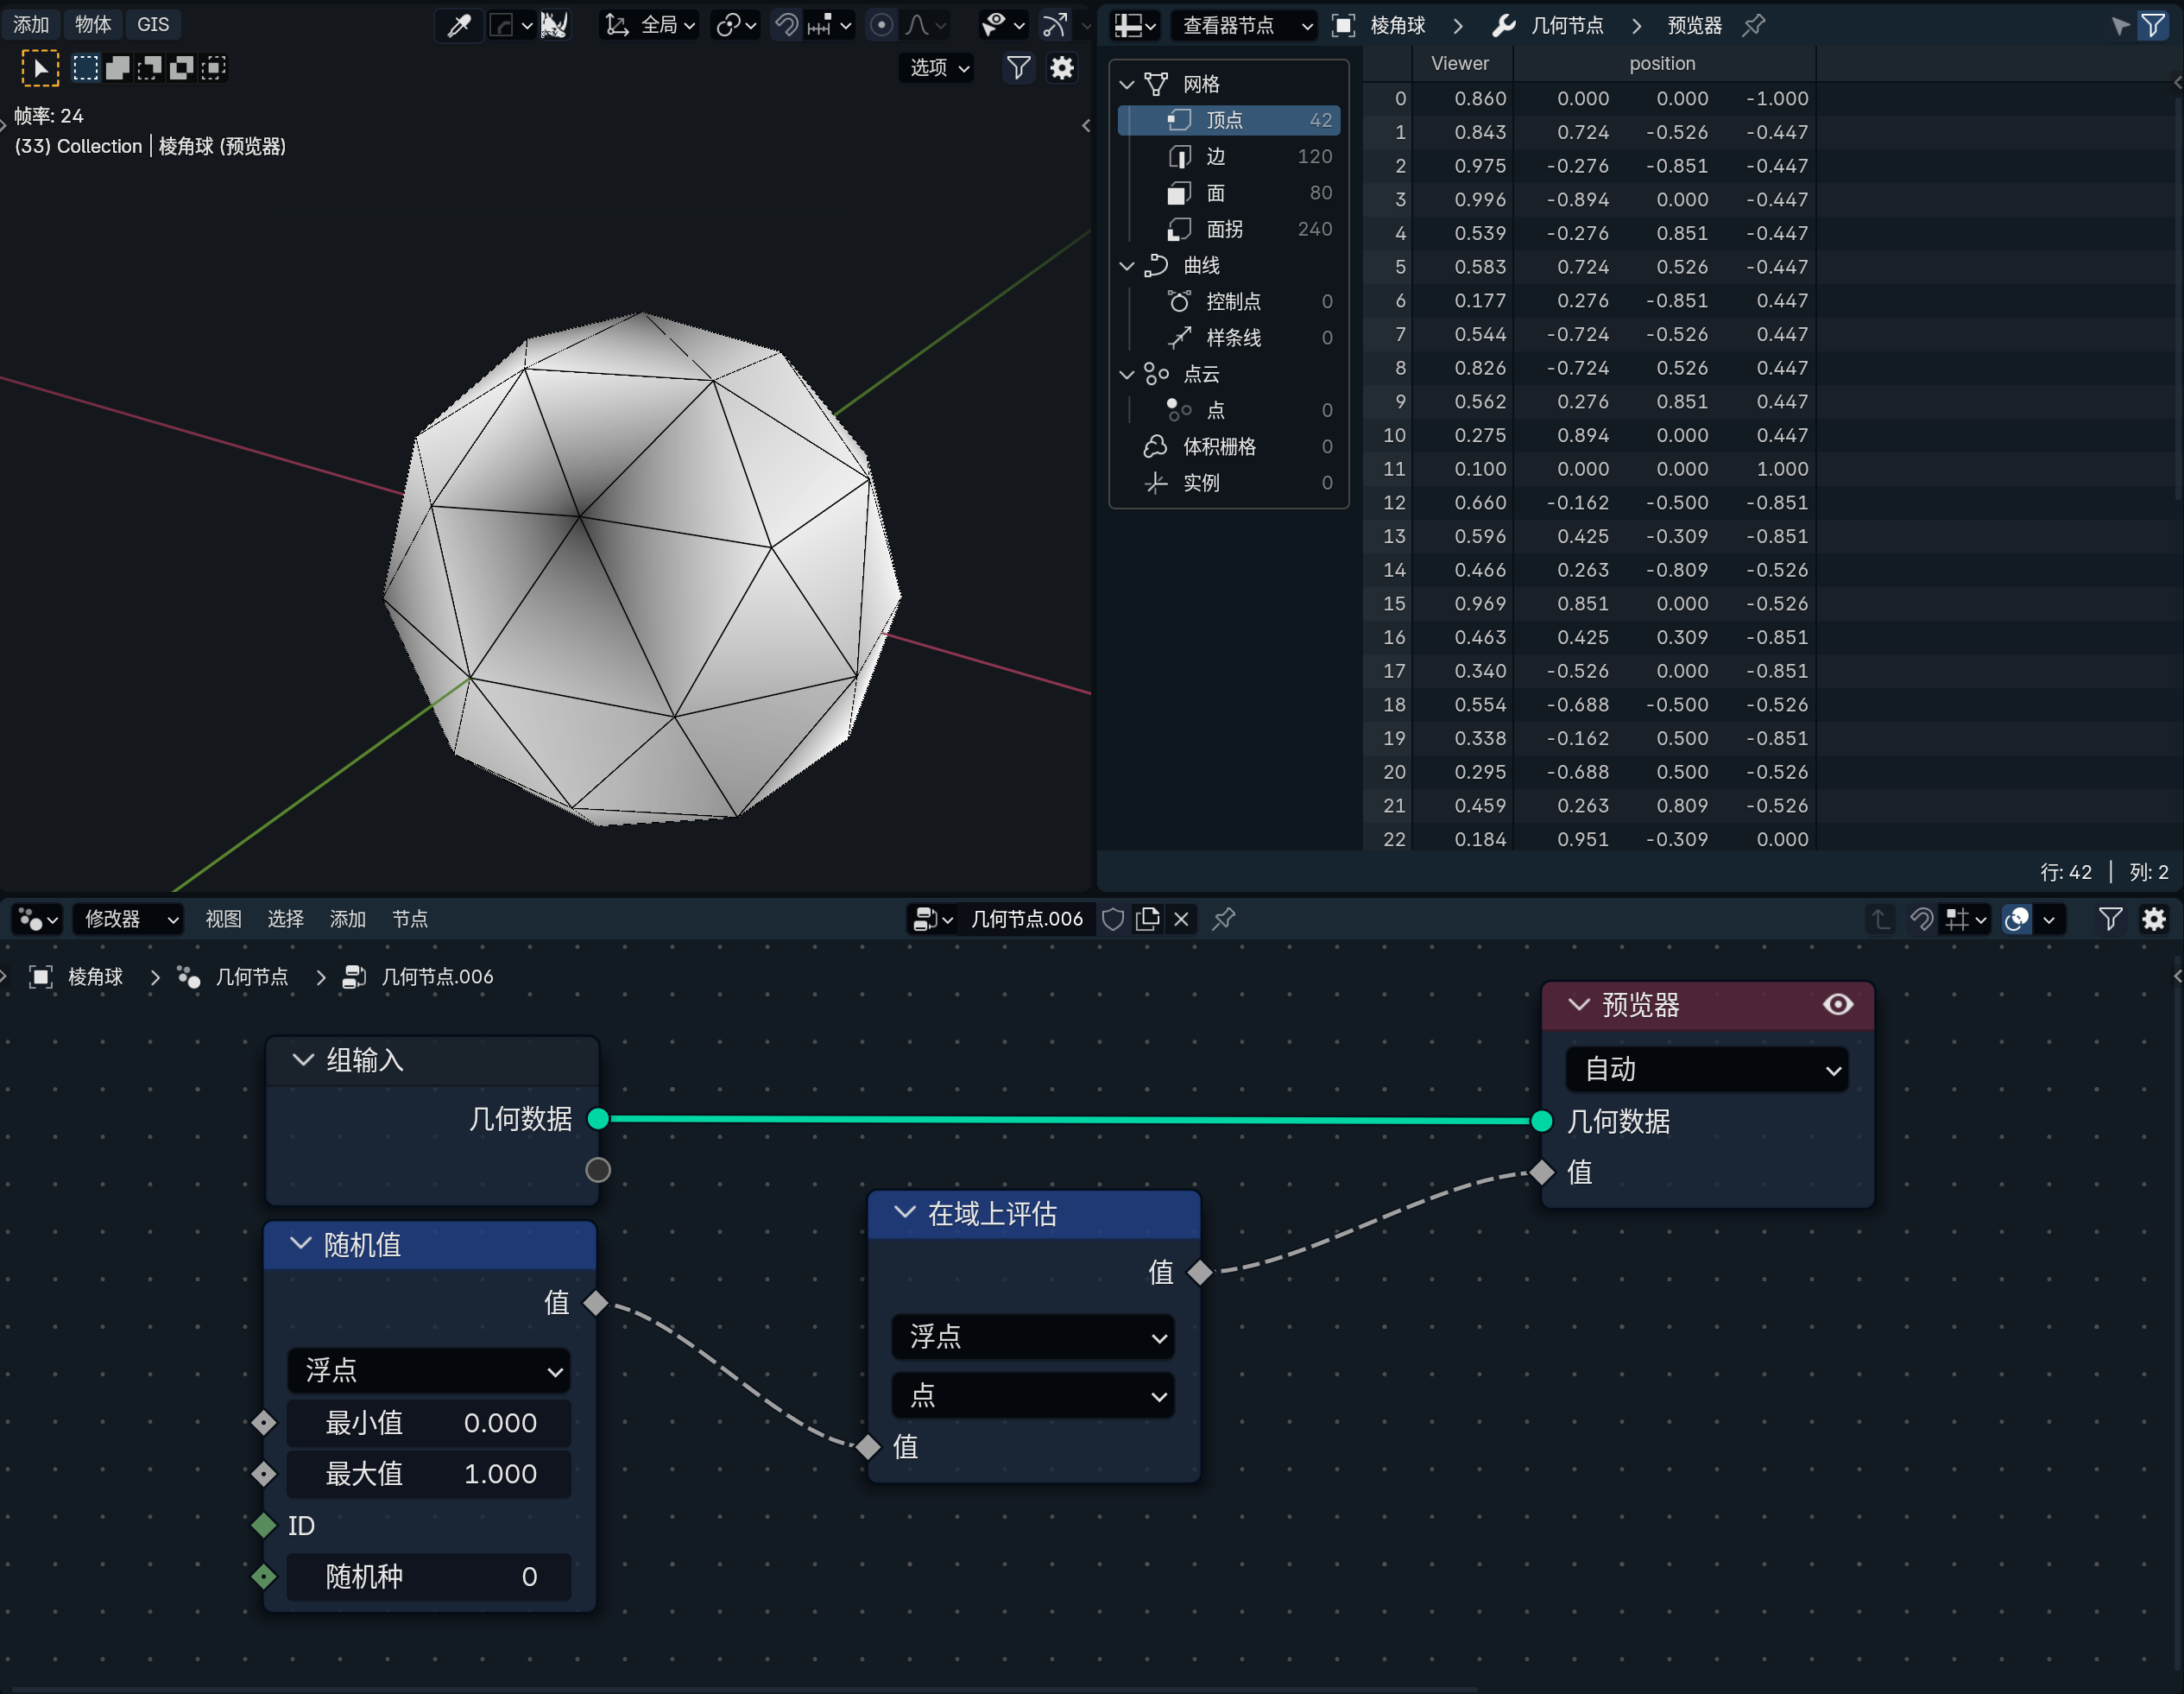 添加 物体 GIS 全局
选项
帧率: 24
(33) Collection | 棱角球 (预览器)
查看器节点 棱角球 几何节点 预览器
网格
顶点 42
边 120
面 80
面拐 240
曲线
控制点 0
样条线 0
点云
点 0
体积栅格 0
实例 0
Viewer position
0 0.860 0.000 0.000 -1.000
1 0.843 0.724 -0.526 -0.447
2 0.975 -0.276 -0.851 -0.447
3 0.996 -0.894 0.000 -0.447
4 0.539 -0.276 0.851 -0.447
5 0.583 0.724 0.526 -0.447
6 0.177 0.276 -0.851 0.447
7 0.544 -0.724 -0.526 0.447
8 0.826 -0.724 0.526 0.447
9 0.562 0.276 0.851 0.447
10 0.275 0.894 0.000 0.447
11 0.100 0.000 0.000 1.000
12 0.660 -0.162 -0.500 -0.851
13 0.596 0.425 -0.309 -0.851
14 0.466 0.263 -0.809 -0.526
15 0.969 0.851 0.000 -0.526
16 0.463 0.425 0.309 -0.851
17 0.340 -0.526 0.000 -0.851
18 0.554 -0.688 -0.500 -0.526
19 0.338 -0.162 0.500 -0.851
20 0.295 -0.688 0.500 -0.526
21 0.459 0.263 0.809 -0.526
22 0.184 0.951 -0.309 0.000
行: 42 | 列: 2
修改器 视图 选择 添加 节点 几何节点.006
棱角球 几何节点 几何节点.006
组输入
几何数据
随机值
值
浮点
最小值 0.000
最大值 1.000
ID
随机种 0
在域上评估
值
浮点
点
值
预览器
自动
几何数据
值